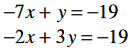 −7x + y = −19
−2x + 3y = −19